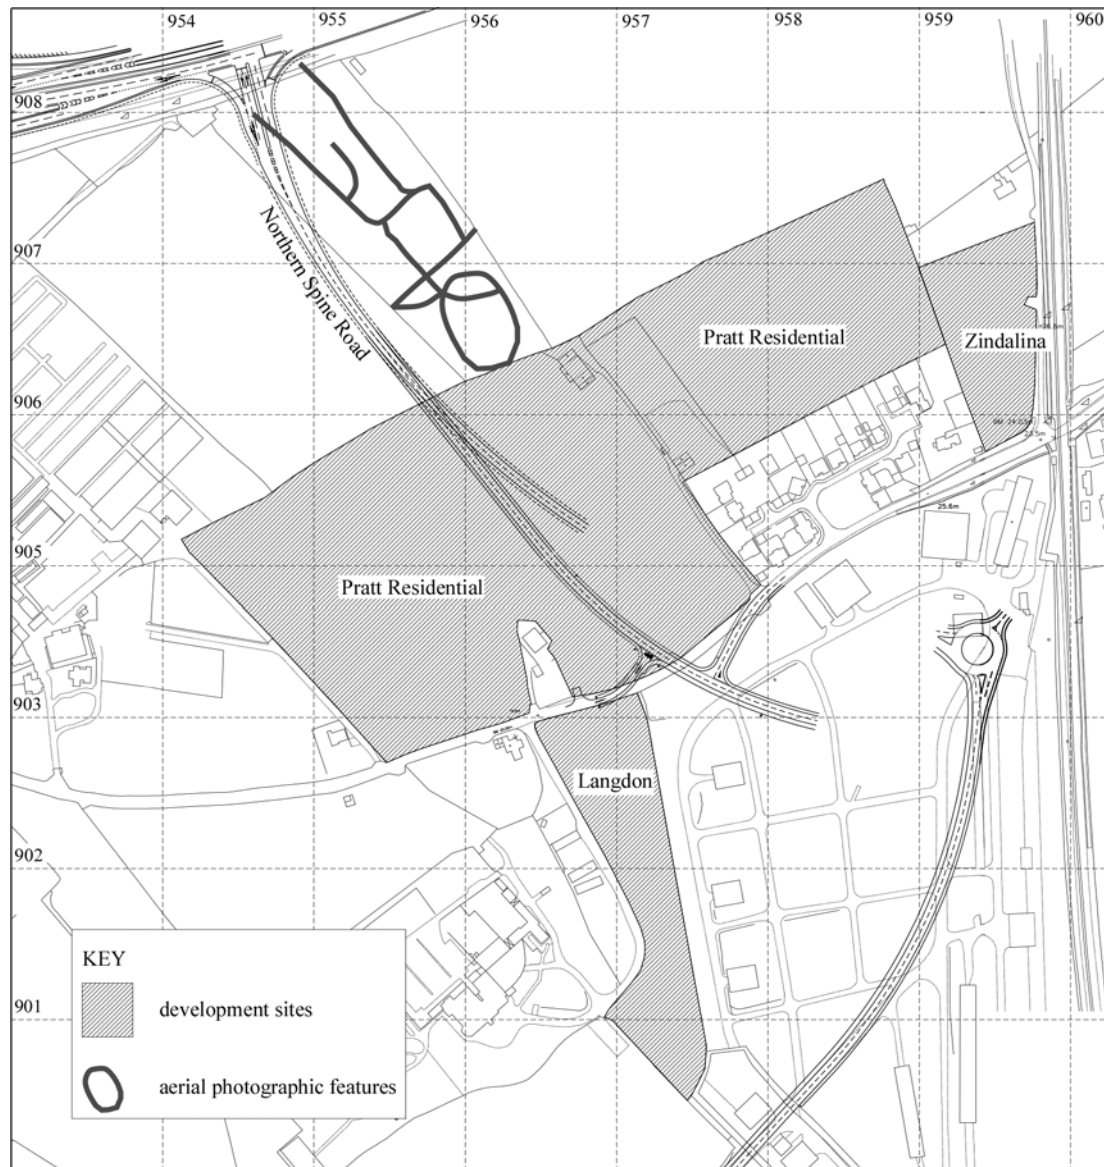 954 955 956 957 958 959 960
908
907
Northern Spine Road
Pratt Residential
Zindalina
906
905
25.6m
Pratt Residential
903
Langdon
902
KEY
development sites
901
aerial photographic features